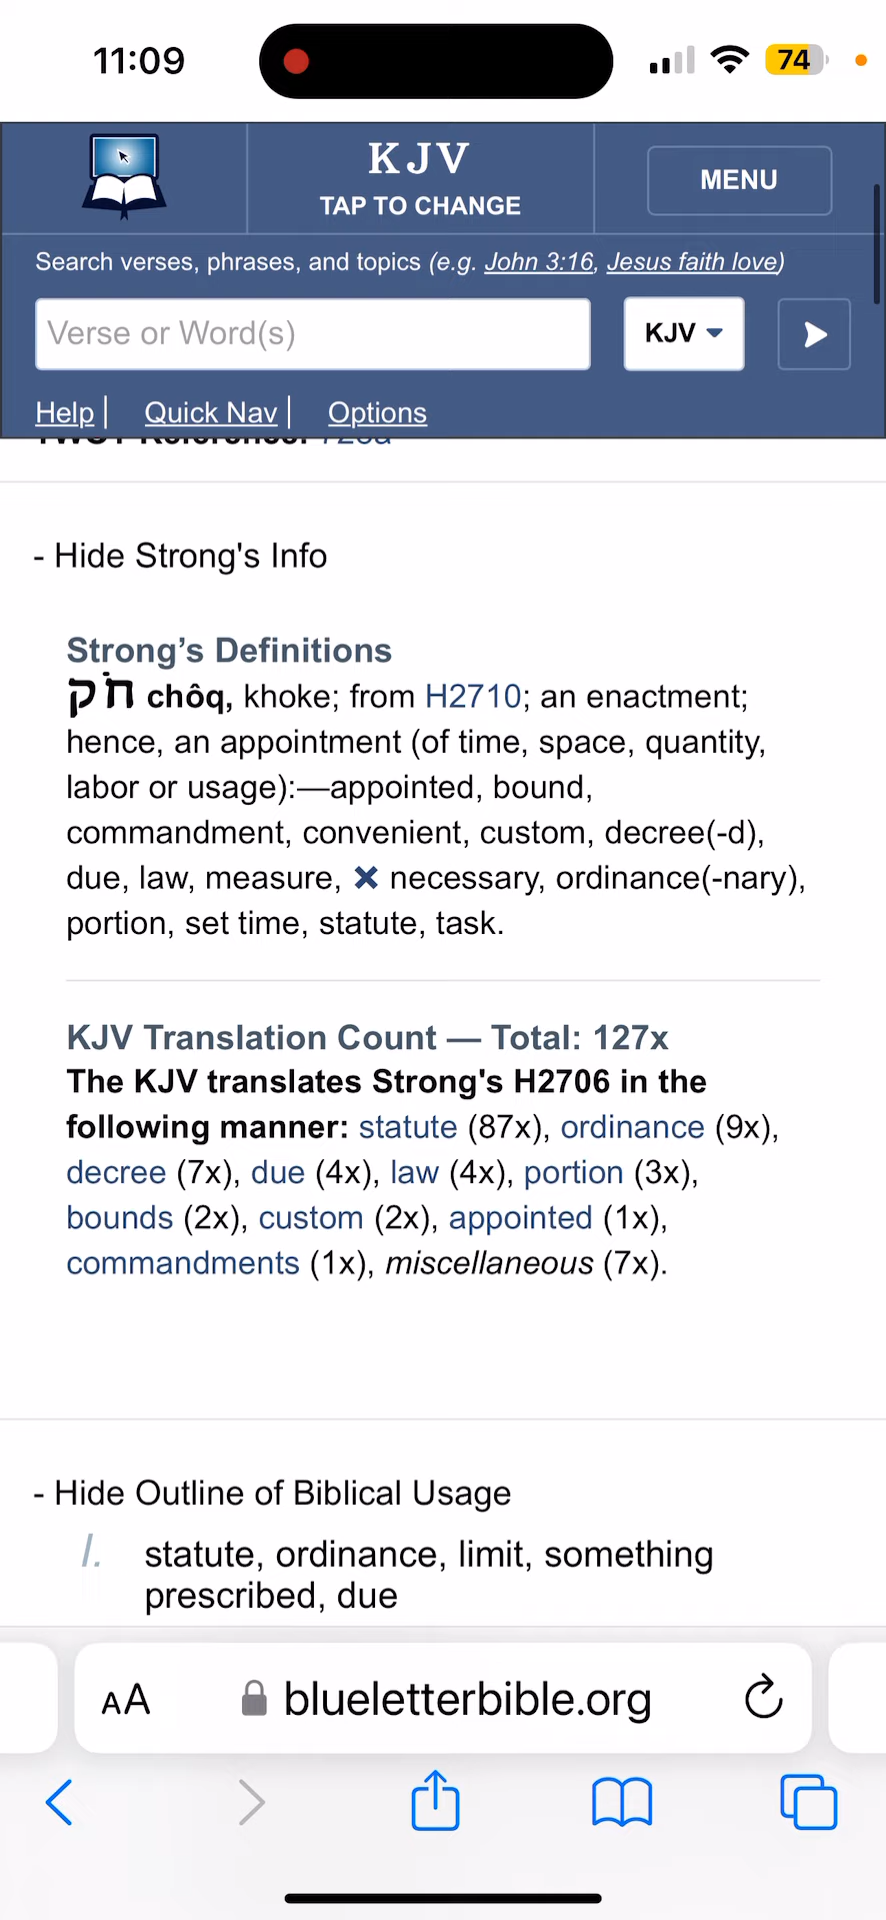 11:09
74
KJV
TAP TO CHANGE
MENU
Search verses, phrases, and topics (e.g. John 3:16, Jesus faith love)
Verse or Word(s)
KJV
Help | Quick Nav | Options
TWOT Reference: 728a
- Hide Strong's Info
Strong’s Definitions
חֹק chôq, khoke; from H2710; an enactment;
hence, an appointment (of time, space, quantity,
labor or usage):—appointed, bound,
commandment, convenient, custom, decree(-d),
due, law, measure, ✖ necessary, ordinance(-nary),
portion, set time, statute, task.
KJV Translation Count — Total: 127x
The KJV translates Strong's H2706 in the
following manner: statute (87x), ordinance (9x),
decree (7x), due (4x), law (4x), portion (3x),
bounds (2x), custom (2x), appointed (1x),
commandments (1x), miscellaneous (7x).
- Hide Outline of Biblical Usage
I. statute, ordinance, limit, something
prescribed, due
AA blueletterbible.org